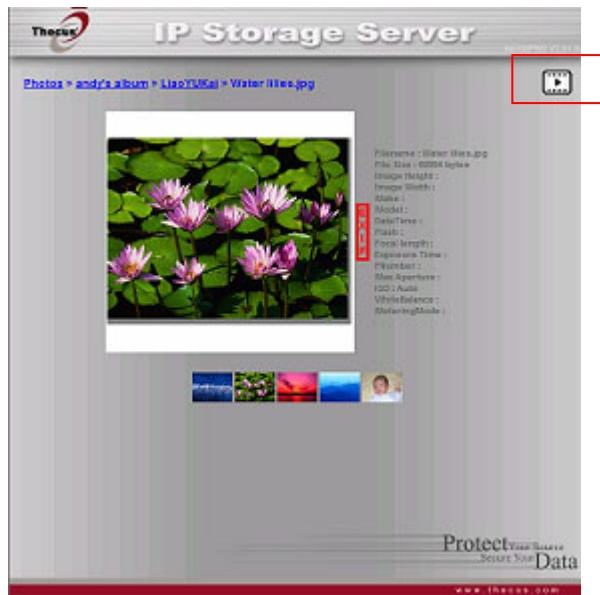 Thecus
IP Storage Server
Photos » andy's album » LiaoYUKai » Water lilies.jpg
Filename : Water lilies.jpg
File Size : bytes
Image Height :
Image Width :
Make :
Model :
DateTime :
Flash :
Focal length :
Exposure Time :
FNumber :
Max Aperture :
ISO : Auto
WhiteBalance :
MeteringMode :
Protect Your Source
Secure Your Data
www.thecus.com